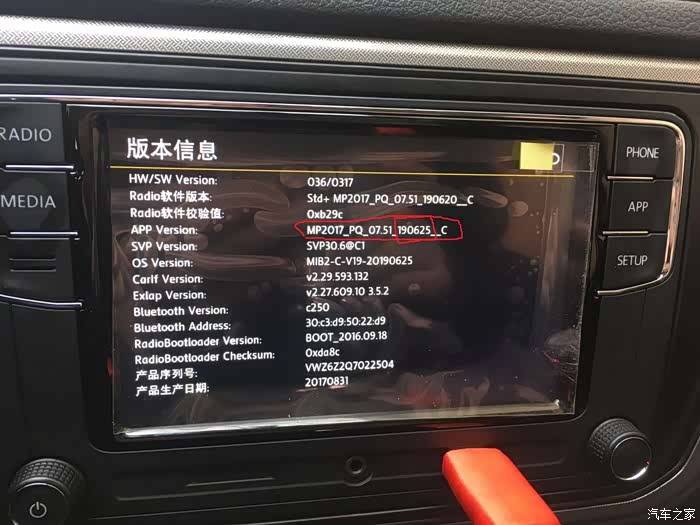 RADIO
MEDIA
版本信息
HW/SW Version: 036/0317
Radio软件版本: Std+ MP2017_PQ_07.51_190620__C
Radio软件校验值: 0xb29c
APP Version: MP2017_PQ_07.51_190625__C
SVP Version: SVP30.6@C1
OS Version: MIB2-C-V19-20190625
Carlf Version: v2.29.593.132
Exlap Version: v2.27.609.10 3.5.2
Bluetooth Version: c250
Bluetooth Address: 30:c3:d9:50:22:d9
RadioBootloader Version: BOOT_2016.09.18
RadioBootloader Checksum: 0xda8c
产品序列号: VWZ6Z2Q7022504
产品生产日期: 20170831
PHONE
APP
SETUP
汽车之家